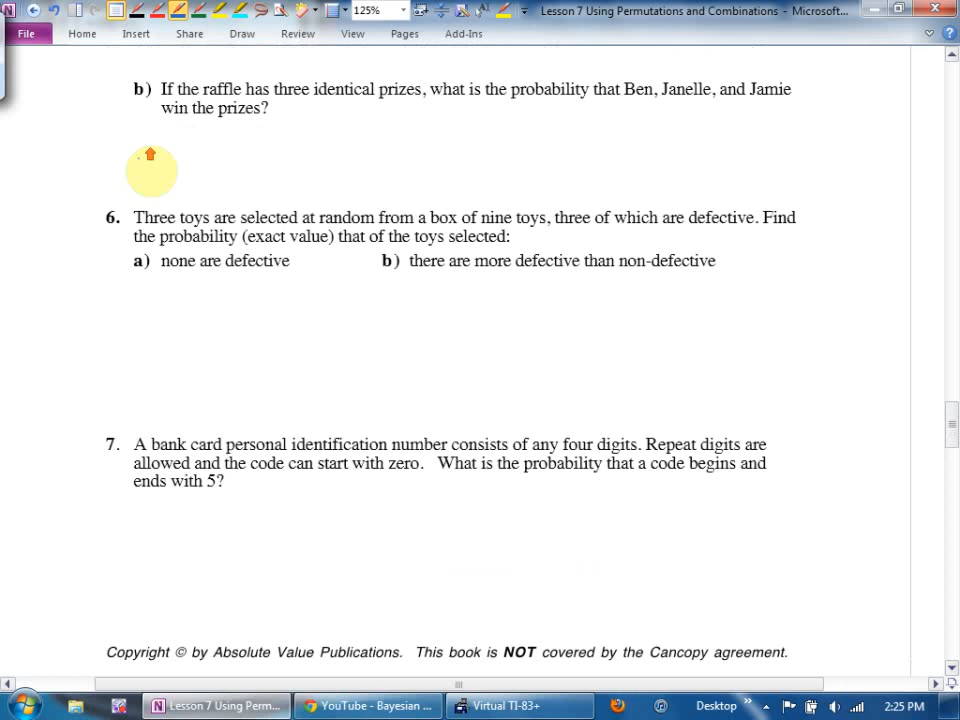 125%
Lesson 7 Using Permutations and Combinations - Microsoft...
File Home Insert Share Draw Review View Pages Add-Ins
b) If the raffle has three identical prizes, what is the probability that Ben, Janelle, and Jamie
win the prizes?
6. Three toys are selected at random from a box of nine toys, three of which are defective. Find
the probability (exact value) that of the toys selected:
a) none are defective b) there are more defective than non-defective
7. A bank card personal identification number consists of any four digits. Repeat digits are
allowed and the code can start with zero. What is the probability that a code begins and
ends with 5?
Copyright © by Absolute Value Publications. This book is NOT covered by the Cancopy agreement.
Lesson 7 Using Perm... YouTube - Bayesian ... Virtual TI-83+ Desktop » 2:25 PM